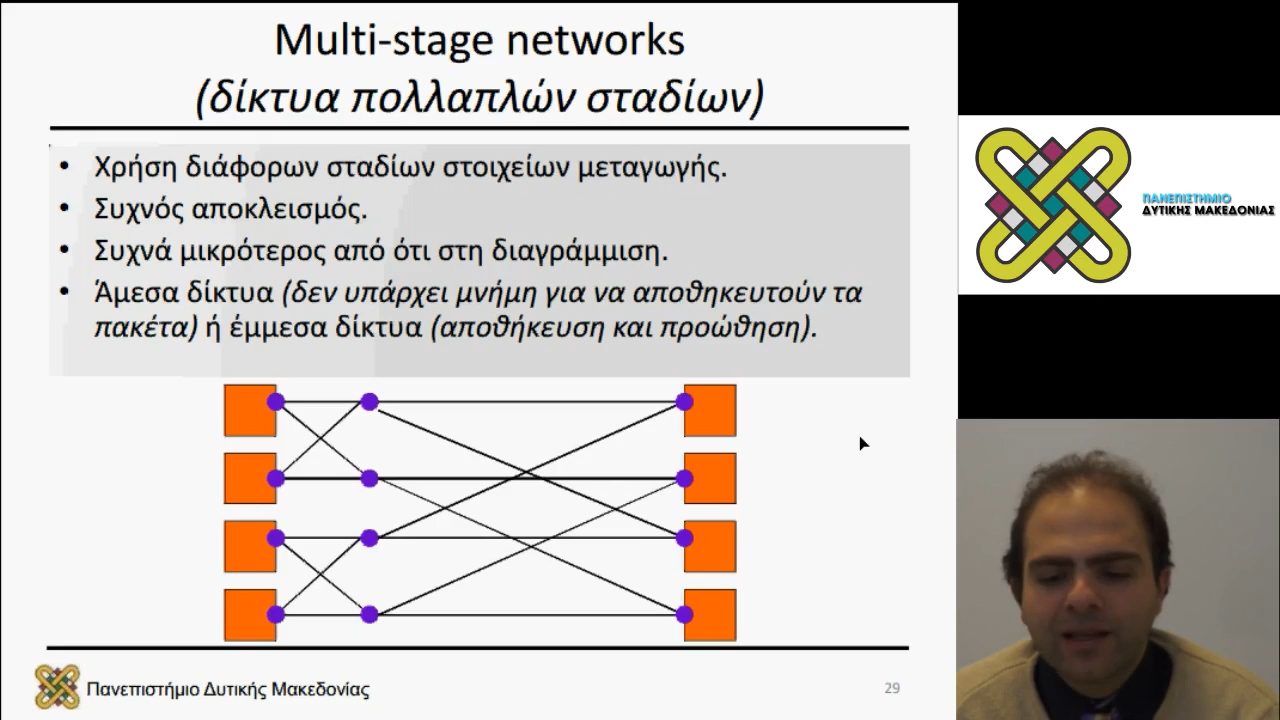 Multi-stage networks
(δίκτυα πολλαπλών σταδίων)
• Χρήση διάφορων σταδίων στοιχείων μεταγωγής.
• Συχνός αποκλεισμός.
• Συχνά μικρότερος από ότι στη διαγράμμιση.
• Άμεσα δίκτυα (δεν υπάρχει μνήμη για να αποθηκευτούν τα
πακέτα) ή έμμεσα δίκτυα (αποθήκευση και προώθηση).
Πανεπιστήμιο Δυτικής Μακεδονίας
29
ΠΑΝΕΠΙΣΤΗΜΙΟ
ΔΥΤΙΚΗΣ ΜΑΚΕΔΟΝΙΑΣ